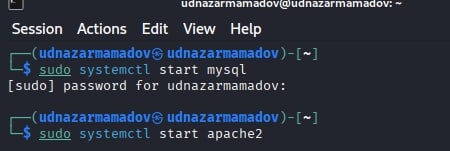 udnazarmamadov@udnazarmamadov: ~
Session Actions Edit View Help
┌──(udnazarmamadov㉿udnazarmamadov)-[~]
└─$ sudo systemctl start mysql
[sudo] password for udnazarmamadov:
┌──(udnazarmamadov㉿udnazarmamadov)-[~]
└─$ sudo systemctl start apache2